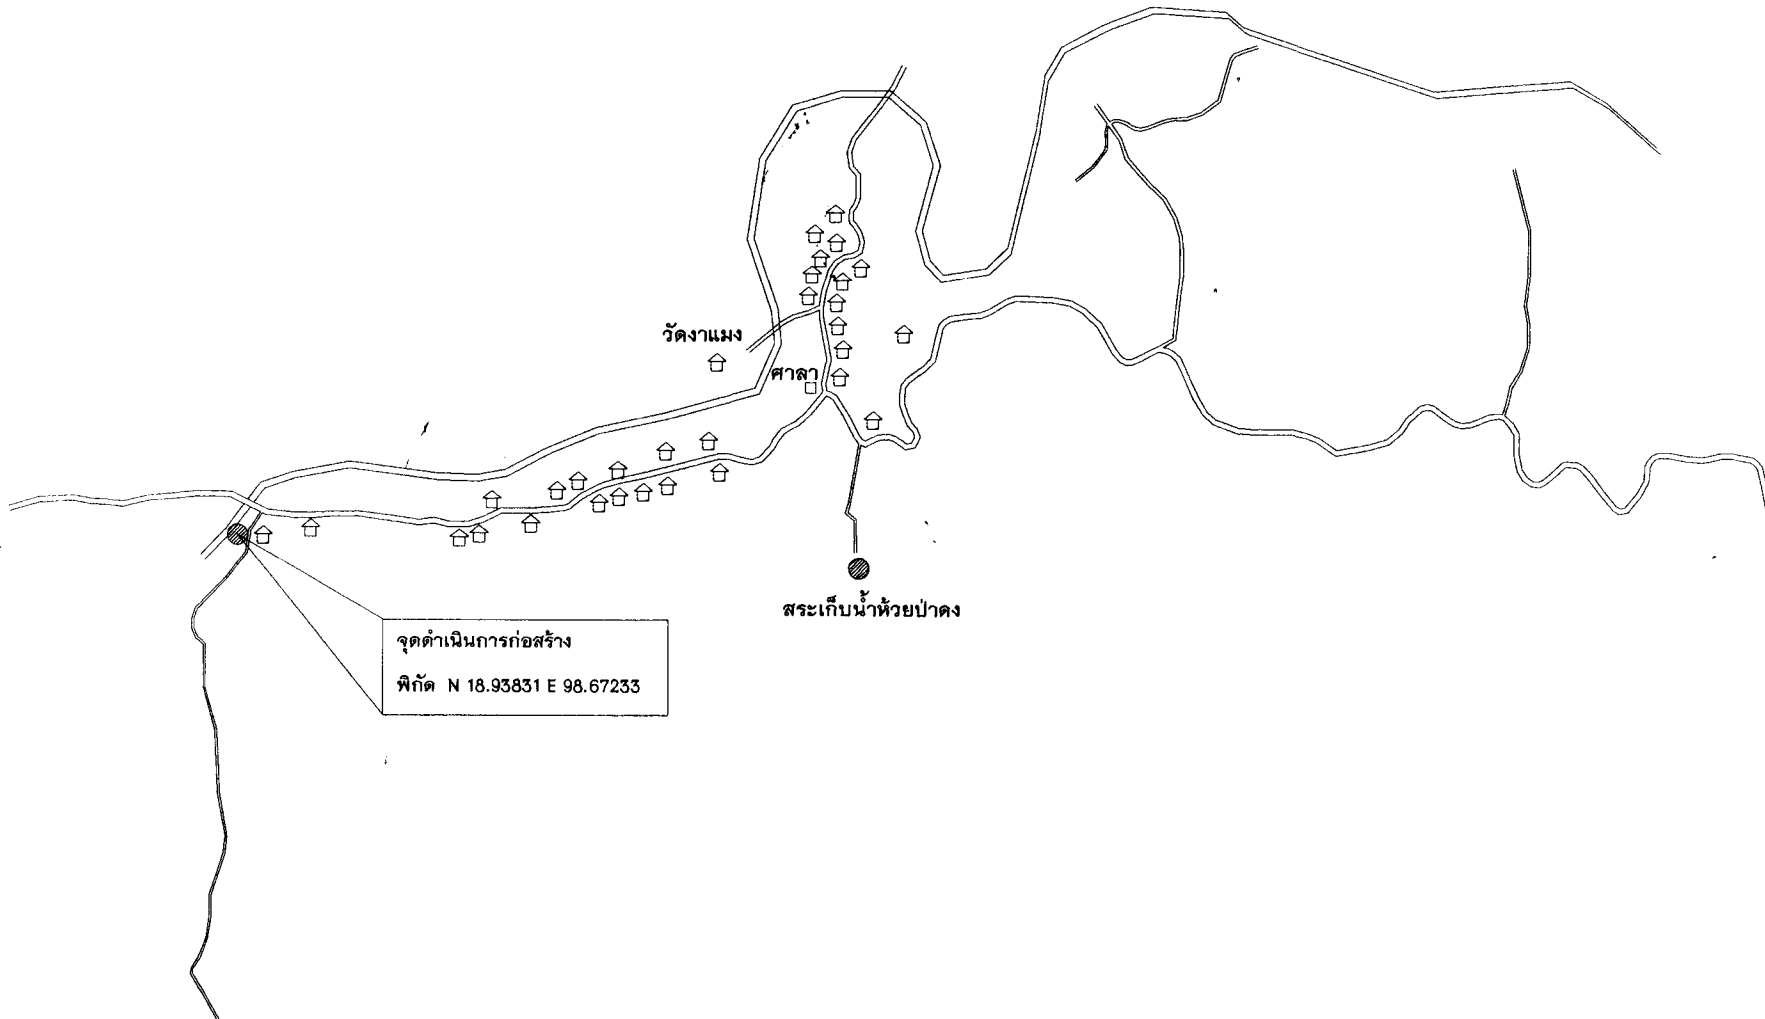 วัดงาแมง
ศาลา
สระเก็บน้ำห้วยป่าดง
จุดดำเนินการก่อสร้าง
พิกัด N 18.93831 E 98.67233